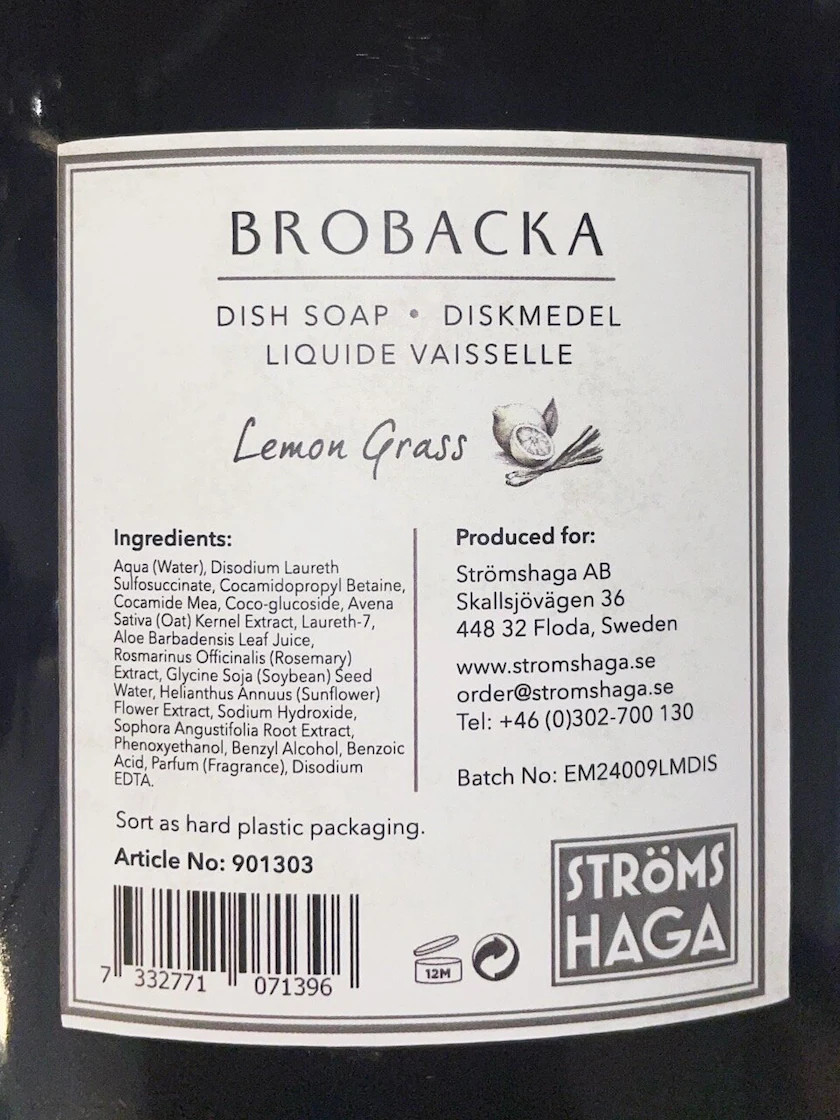 BROBACKA
DISH SOAP • DISKMEDEL
LIQUIDE VAISSELLE
Lemon Grass
Ingredients:
Aqua (Water), Disodium Laureth
Sulfosuccinate, Cocamidopropyl Betaine,
Cocamide Mea, Coco-glucoside, Avena
Sativa (Oat) Kernel Extract, Laureth-7,
Aloe Barbadensis Leaf Juice,
Rosmarinus Officinalis (Rosemary)
Extract, Glycine Soja (Soybean) Seed
Water, Helianthus Annuus (Sunflower)
Flower Extract, Sodium Hydroxide,
Sophora Angustifolia Root Extract,
Phenoxyethanol, Benzyl Alcohol, Benzoic
Acid, Parfum (Fragrance), Disodium
EDTA.
Sort as hard plastic packaging.
Article No: 901303
7 332771 071396
Produced for:
Strömshaga AB
Skallsjövägen 36
448 32 Floda, Sweden
www.stromshaga.se
order@stromshaga.se
Tel: +46 (0)302-700 130
Batch No: EM24009LMDIS
12M
STRÖMS
HAGA